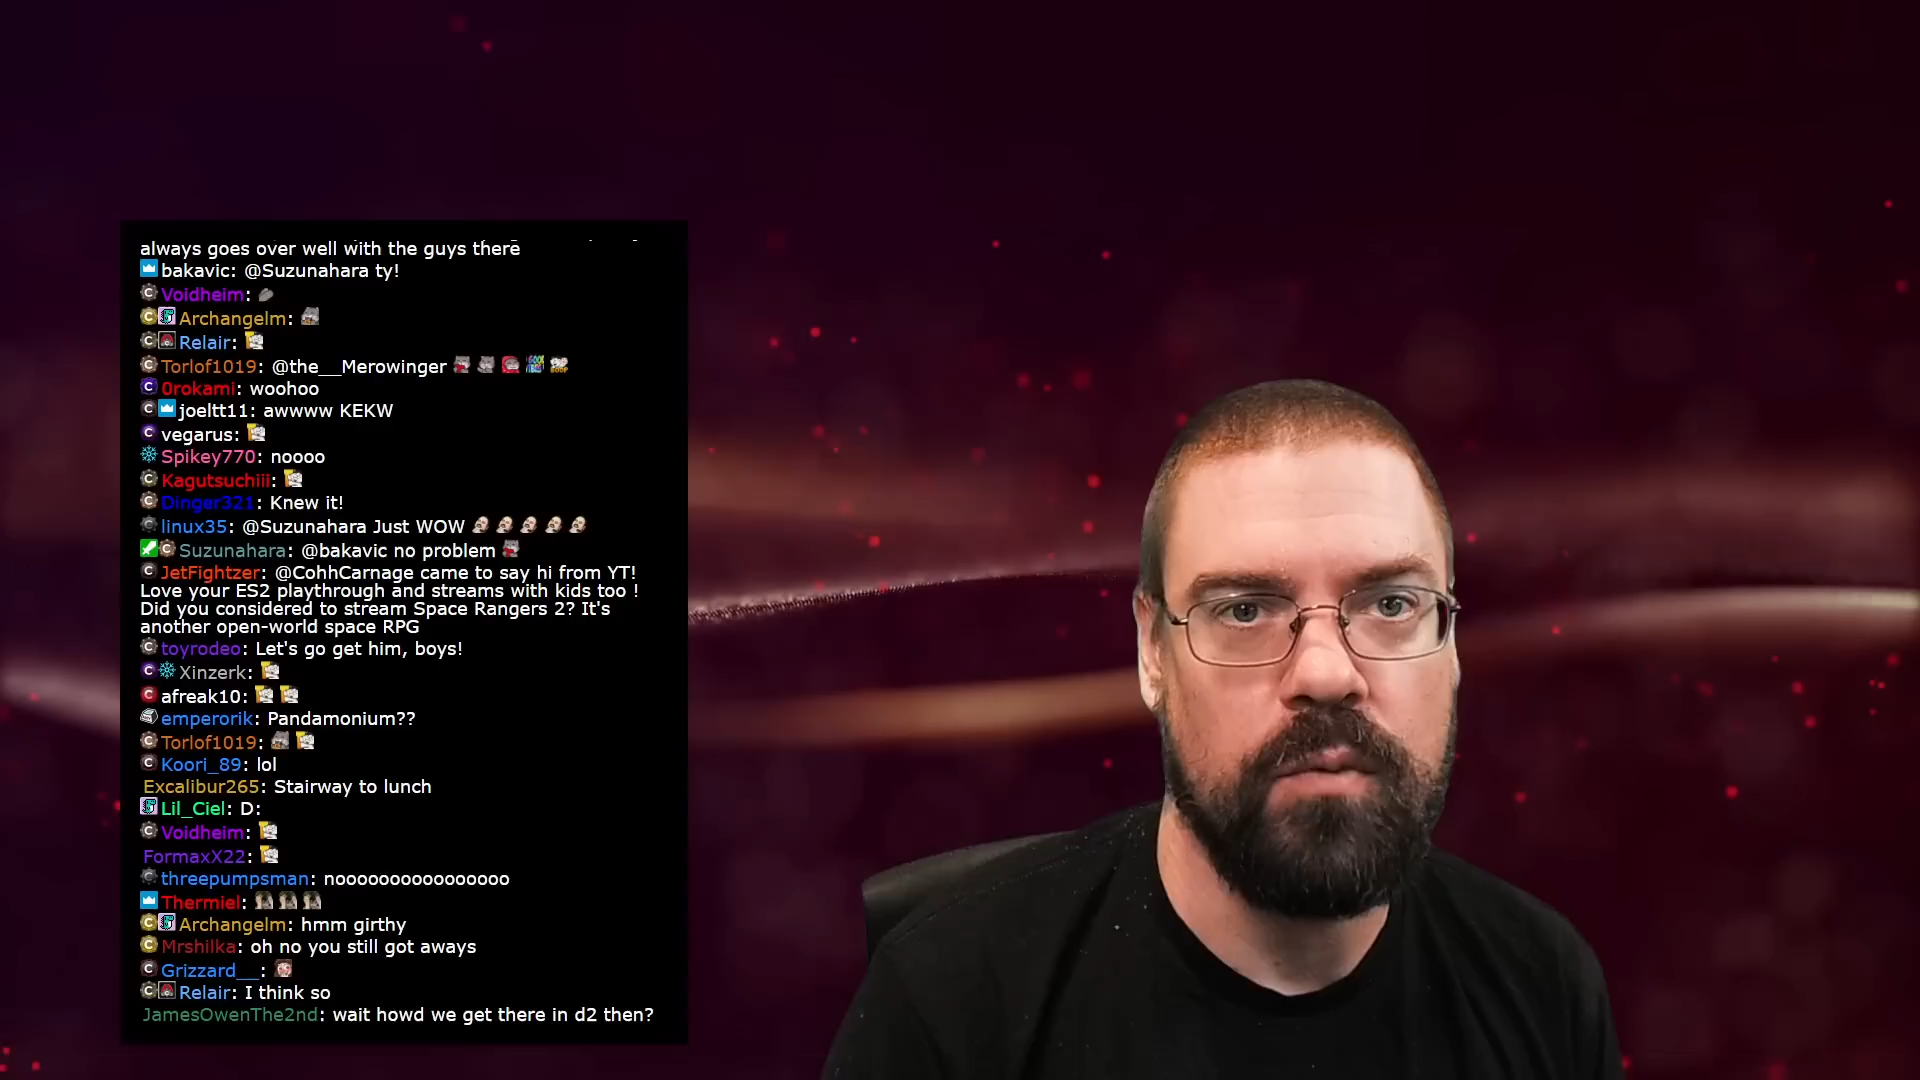 always goes over well with the guys there
bakavic: @Suzunahara ty!
Voidheim:
Archangelm:
Relair:
Torlof1019: @the__Merowinger
0rokami: woohoo
joeltt11: awwww KEKW
vegarus:
Spikey770: noooo
Kagutsuchiii:
Dinger321: Knew it!
linux35: @Suzunahara Just WOW
Suzunahara: @bakavic no problem
JetFightzer: @CohhCarnage came to say hi from YT!
Love your ES2 playthrough and streams with kids too !
Did you considered to stream Space Rangers 2? It's
another open-world space RPG
toyrodeo: Let's go get him, boys!
Xinzerk:
afreak10:
emperorik: Pandamonium??
Torlof1019:
Koori_89: lol
Excalibur265: Stairway to lunch
Lil_Ciel: D:
Voidheim:
FormaxX22:
threepumpsman: noooooooooooooooo
Thermiel:
Archangelm: hmm girthy
Mrshilka: oh no you still got aways
Grizzard__:
Relair: I think so
JamesOwenThe2nd: wait howd we get there in d2 then?